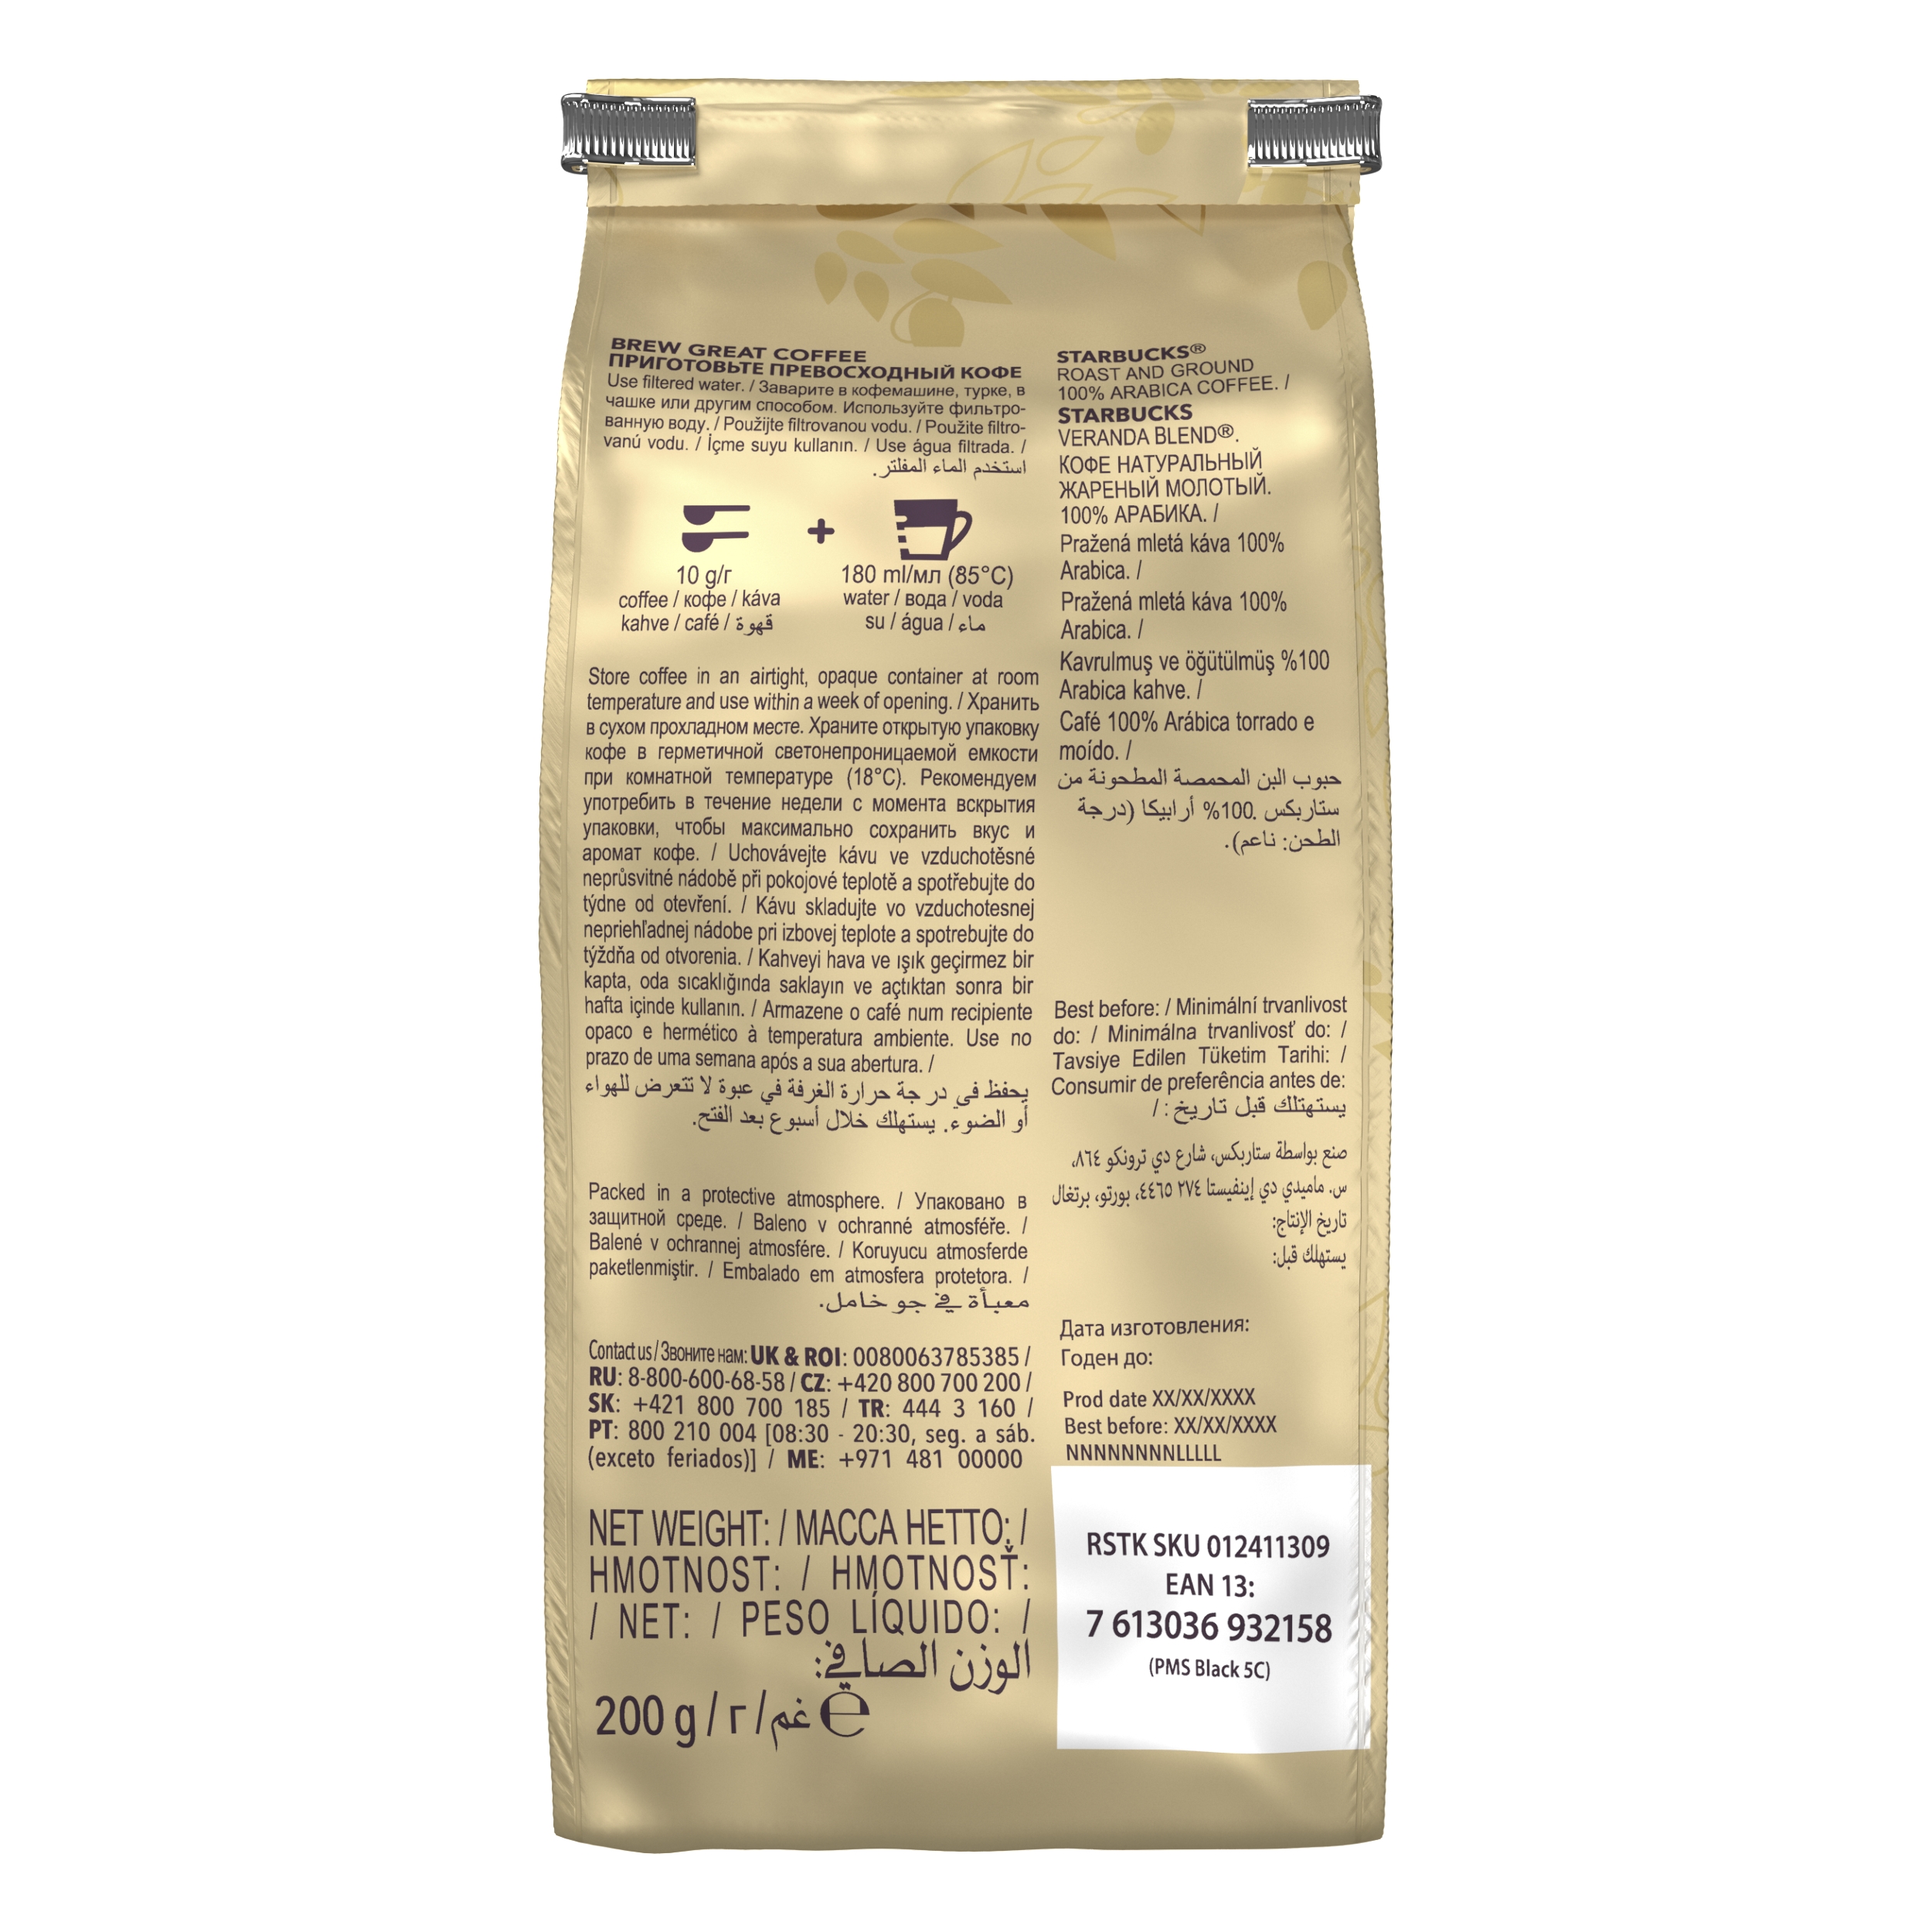 BREW GREAT COFFEE
ПРИГОТОВЬТЕ ПРЕВОСХОДНЫЙ КОФЕ
Use filtered water. / Заварите в кофемашине, турке, в
чашке или другим способом. Используйте фильтро-
ванную воду. / Použijte filtrovanou vodu. / Použite filtro-
vanú vodu. / İçme suyu kullanın. / Use água filtrada. /
استخدم الماء المفلتر.
+
10 g/г
coffee / кофе / káva
kahve / café / قهوة
180 ml/мл (85°C)
water / вода / voda
su / água / ماء
Store coffee in an airtight, opaque container at room
temperature and use within a week of opening. / Хранить
в сухом прохладном месте. Храните открытую упаковку
кофе в герметичной светонепроницаемой емкости
при комнатной температуре (18°C). Рекомендуем
употребить в течение недели с момента вскрытия
упаковки, чтобы максимально сохранить вкус и
аромат кофе. / Uchovávejte kávu ve vzduchotěsné
neprůsvitné nádobě při pokojové teplotě a spotřebujte do
týdne od otevření. / Kávu skladujte vo vzduchotesnej
nepriehľadnej nádobe pri izbovej teplote a spotrebujte do
týždňa od otvorenia. / Kahveyi hava ve ışık geçirmez bir
kapta, oda sıcaklığında saklayın ve açtıktan sonra bir
hafta içinde kullanın. / Armazene o café num recipiente
opaco e hermético à temperatura ambiente. Use no
prazo de uma semana após a sua abertura. /
يحفظ في در جة حرارة الغرفة في عبوة لا تتعرض للهواء
أو الضوء. يستهلك خلال أسبوع بعد الفتح.
Packed in a protective atmosphere. / Упаковано в
защитной среде. / Baleno v ochranné atmosféře. /
Balené v ochrannej atmosfére. / Koruyucu atmosferde
paketlenmiştir. / Embalado em atmosfera protetora. /
معبأة في جو خامل.
Contact us / Звоните нам: UK & ROI: 0080063785385 /
RU: 8-800-600-68-58 / CZ: +420 800 700 200 /
SK: +421 800 700 185 / TR: 444 3 160 /
PT: 800 210 004 [08:30 - 20:30, seg. a sáb.
(exceto feriados)] / ME: +971 481 00000
NET WEIGHT: / МАССА НЕТТО: /
HMOTNOST: / HMOTNOSŤ:
/ NET: / PESO LÍQUIDO: /
الوزن الصافي:
200 g / г / غم ℮
STARBUCKS®
ROAST AND GROUND
100% ARABICA COFFEE. /
STARBUCKS
VERANDA BLEND®.
КОФЕ НАТУРАЛЬНЫЙ
ЖАРЕНЫЙ МОЛОТЫЙ.
100% АРАБИКА. /
Pražená mletá káva 100%
Arabica. /
Pražená mletá káva 100%
Arabica. /
Kavrulmuş ve öğütülmüş %100
Arabica kahve. /
Café 100% Arábica torrado e
moído. /
حبوب البن المحمصة المطحونة من
ستاربكس .100% أرابيكا (درجة
الطحن: ناعم).
Best before: / Minimální trvanlivost
do: / Minimálna trvanlivosť do: /
Tavsiye Edilen Tüketim Tarihi: /
Consumir de preferência antes de:
يستهتلك قبل تاريخ : /
صنع بواسطة ستاربكس، شارع دي ترونكو ٨٦٤،
س. ماميدي دي إينفيستا ٢٧٤ ٤٤٦٥، بورتو، برتغال
تاريخ الإنتاج:
يستهلك قبل:
Дата изготовления:
Годен до:
Prod date XX/XX/XXXX
Best before: XX/XX/XXXX
NNNNNNNNLLLLL
RSTK SKU 012411309
EAN 13:
7 613036 932158
(PMS Black 5C)